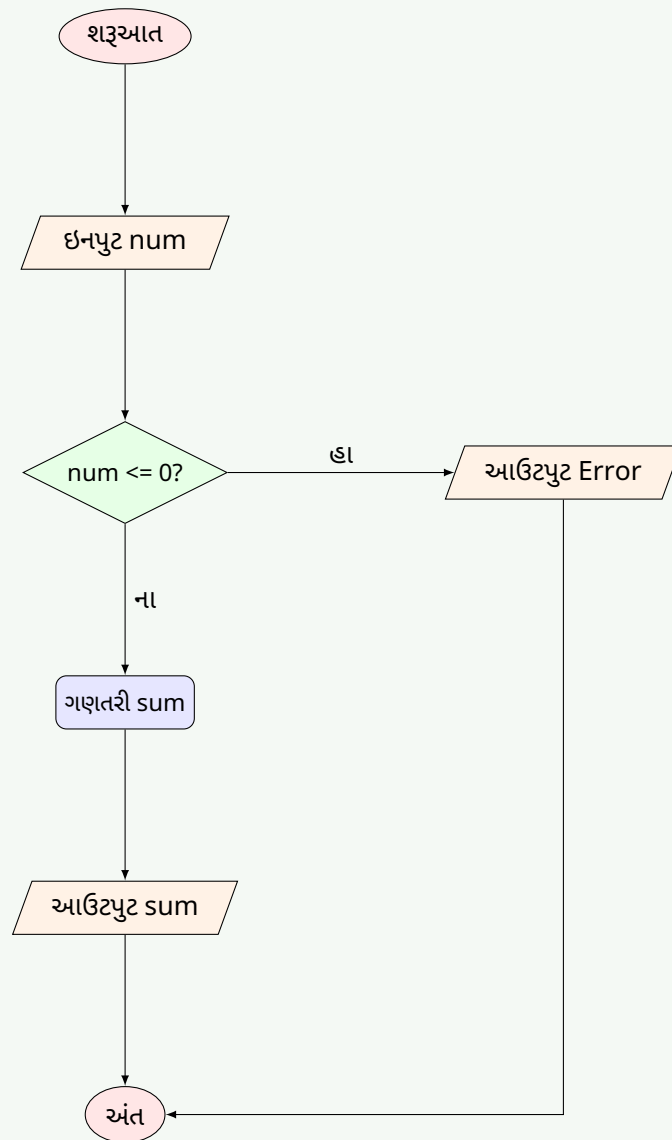 શરૂઆત
ઇનપુટ num
num <= 0?
હા
આઉટપુટ Error
ના
ગણતરી sum
આઉટપુટ sum
અંત